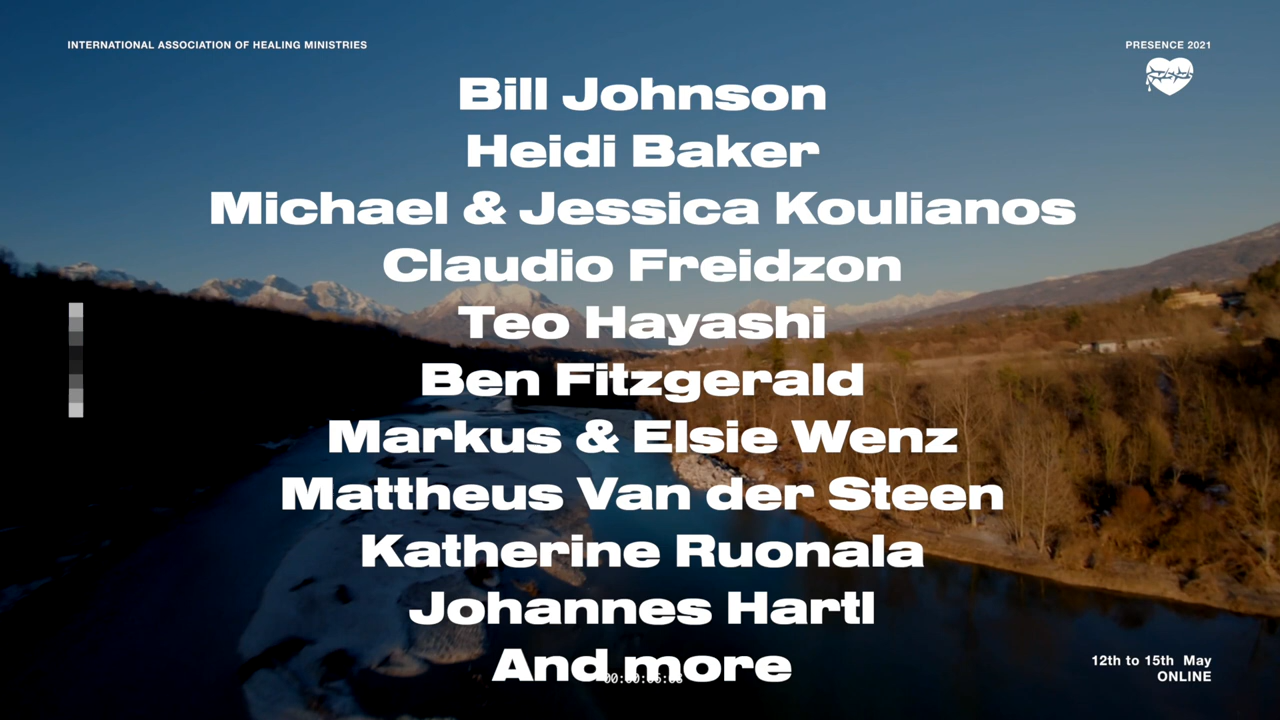 INTERNATIONAL ASSOCIATION OF HEALING MINISTRIES
PRESENCE 2021
Bill Johnson
Heidi Baker
Michael & Jessica Koulianos
Claudio Freidzon
Teo Hayashi
Ben Fitzgerald
Markus & Elsie Wenz
Mattheus Van der Steen
Katherine Ruonala
Johannes Hartl
And more
12th to 15th May
ONLINE